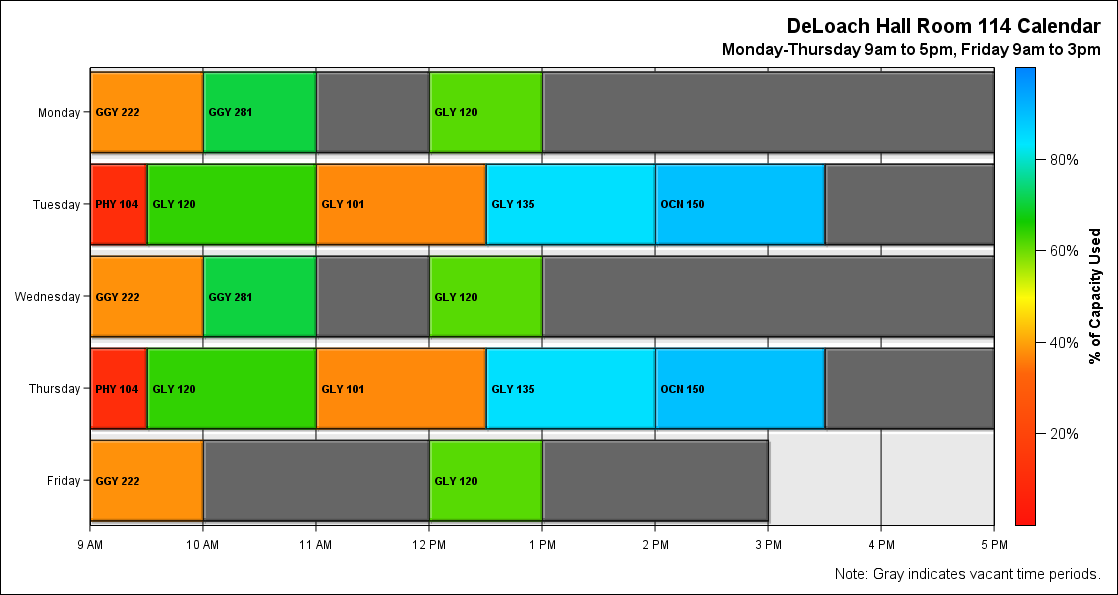 DeLoach Hall Room 114 Calendar
Monday-Thursday 9am to 5pm, Friday 9am to 3pm
Monday
GGY 222
GGY 281
GLY 120
Tuesday
PHY 104
GLY 120
GLY 101
GLY 135
OCN 150
Wednesday
GGY 222
GGY 281
GLY 120
Thursday
PHY 104
GLY 120
GLY 101
GLY 135
OCN 150
Friday
GGY 222
GLY 120
9 AM
10 AM
11 AM
12 PM
1 PM
2 PM
3 PM
4 PM
5 PM
80%
60%
40%
20%
% of Capacity Used
Note: Gray indicates vacant time periods.